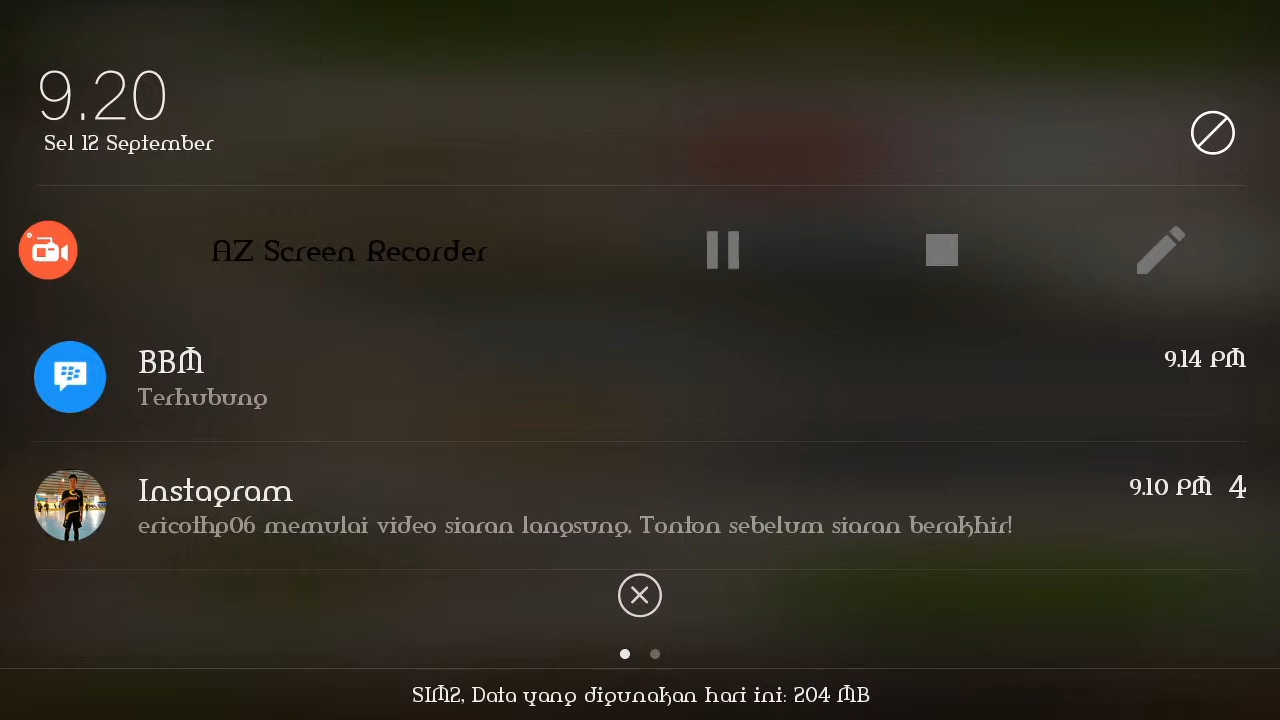 9.20
Sel 12 September
AZ Screen Recorder
BBM
9.14 PM
Terhubung
Instagram
9.10 PM 4
ericothp06 memulai video siaran langsung. Tonton sebelum siaran berakhir!
SIM2, Data yang digunakan hari ini: 204 MB